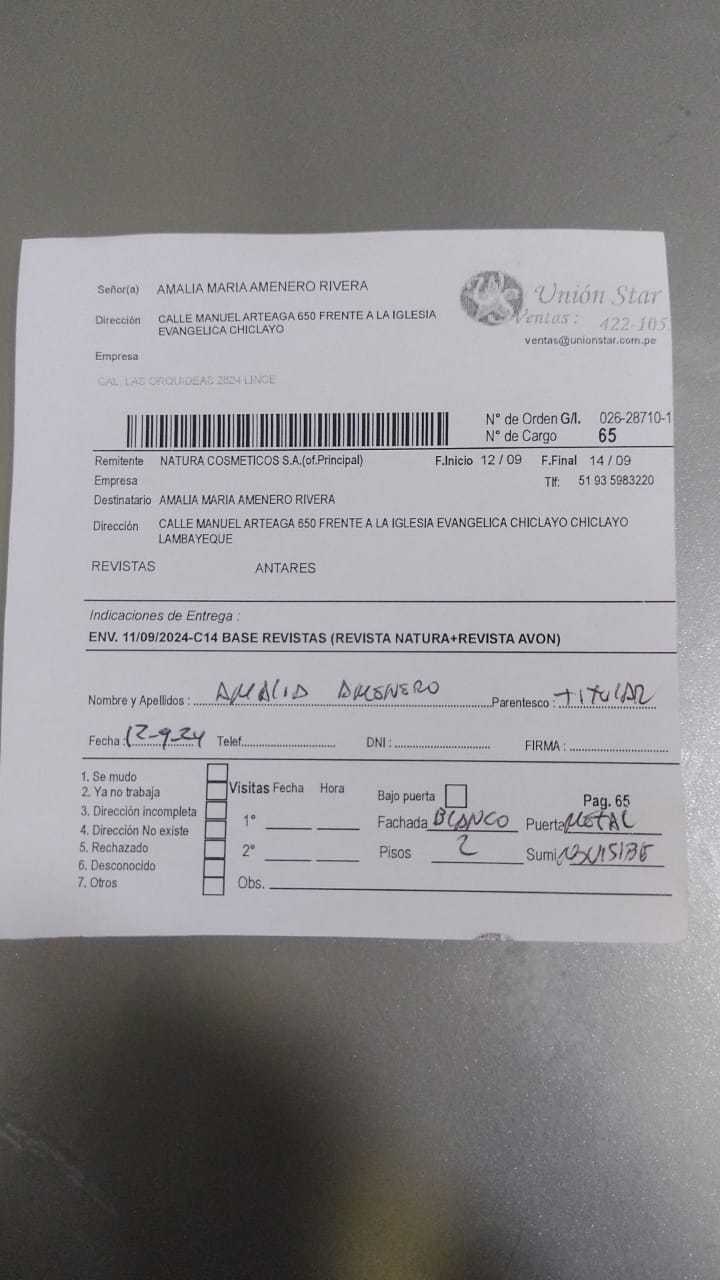 Señor(a) AMALIA MARIA AMENERO RIVERA
Unión Star
Dirección CALLE MANUEL ARTEAGA 650 FRENTE A LA IGLESIA
EVANGELICA CHICLAYO
Ventas : 422-105
ventas@unionstar.com.pe
Empresa
CAL. LAS ORQUIDEAS 2824 LINCE
N° de Orden G/I. 026-28710-1
N° de Cargo 65
Remitente NATURA COSMETICOS S.A.(of.Principal) F.Inicio 12 / 09 F.Final 14 / 09
Empresa Tlf: 51 93 5983220
Destinatario AMALIA MARIA AMENERO RIVERA
Dirección CALLE MANUEL ARTEAGA 650 FRENTE A LA IGLESIA EVANGELICA CHICLAYO CHICLAYO
LAMBAYEQUE
REVISTAS ANTARES
Indicaciones de Entrega :
ENV. 11/09/2024-C14 BASE REVISTAS (REVISTA NATURA+REVISTA AVON)
Nombre y Apellidos : AMALIA AMENERO Parentesco : TITULAR
Fecha : 12-9-24 Telef. DNI : FIRMA :
1. Se mudo
2. Ya no trabaja
3. Dirección incompleta
4. Dirección No existe
5. Rechazado
6. Desconocido
7. Otros
Visitas Fecha Hora
1°
2°
Obs.
Bajo puerta Pag. 65
Fachada BLANCO Puerta METAL
Pisos 2 Sumi